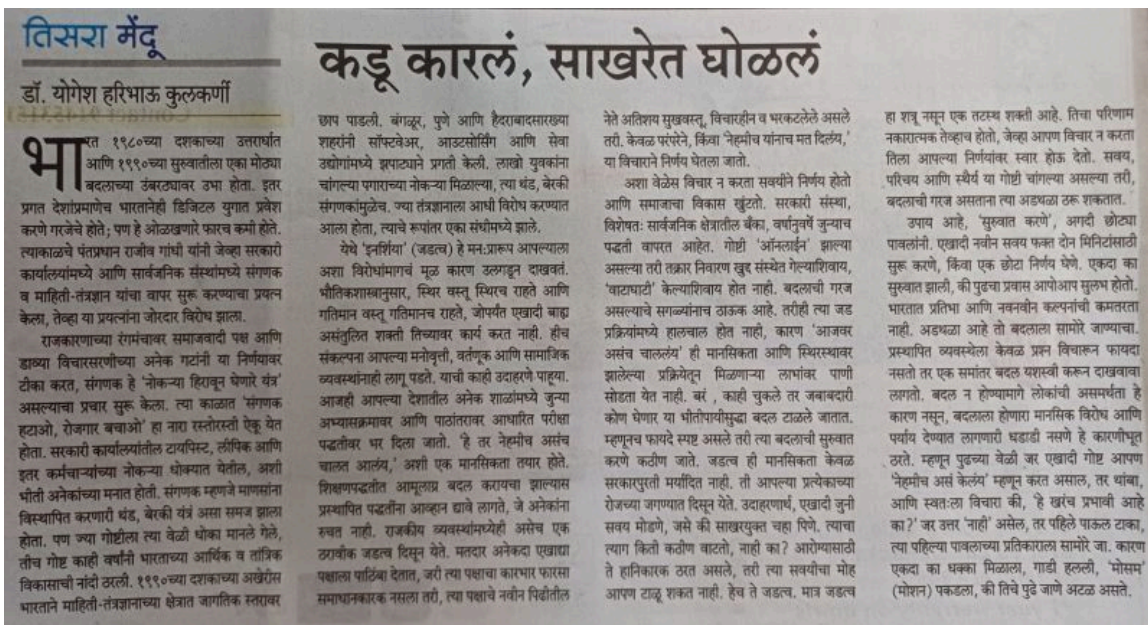 तिसरा मेंदू
डॉ. योगेश हरिभाऊ कुलकर्णी
कडू कारलं, साखरेत घोळलं
भारत १९८०च्या दशकाच्या उत्तरार्धात
आणि १९९०च्या सुरुवातीला एका मोठ्या
बदलाच्या उंबरठ्यावर उभा होता. इतर
प्रगत देशांप्रमाणेच भारतानेही डिजिटल युगात प्रवेश
करणे गरजेचे होते; पण हे ओळखणारे फारच कमी होते.
त्याकाळचे पंतप्रधान राजीव गांधी यांनी जेव्हा सरकारी
कार्यालयांमध्ये आणि सार्वजनिक संस्थांमध्ये संगणक
व माहिती-तंत्रज्ञान यांचा वापर सुरू करण्याचा प्रयत्न
केला, तेव्हा या प्रयत्नांना जोरदार विरोध झाला.
राजकारणाच्या रंगमंचावर समाजवादी पक्ष आणि
डाव्या विचारसरणीच्या अनेक गटांनी या निर्णयावर
टीका करत, संगणक हे 'नोकऱ्या हिरावून घेणारे यंत्र'
असल्याचा प्रचार सुरू केला. त्या काळात 'संगणक
हटाओ, रोजगार बचाओ' हा नारा रस्तोरस्ती ऐकू येत
होता. सरकारी कार्यालयांतील टायपिस्ट, लिपिक आणि
इतर कर्मचाऱ्यांच्या नोकऱ्या धोक्यात येतील, अशी
भीती अनेकांच्या मनात होती. संगणक म्हणजे माणसांना
विस्थापित करणारी थंड, बेरकी यंत्रं असा समज झाला
होता. पण ज्या गोष्टीला त्या वेळी धोका मानले गेले,
तीच गोष्ट काही वर्षांनी भारताच्या आर्थिक व तांत्रिक
विकासाची नांदी ठरली. १९९०च्या दशकाच्या अखेरीस
भारताने माहिती-तंत्रज्ञानाच्या क्षेत्रात जागतिक स्तरावर
छाप पाडली. बंगळूर, पुणे आणि हैदराबादसारख्या
शहरांनी सॉफ्टवेअर, आउटसोर्सिंग आणि सेवा
उद्योगांमध्ये झपाट्याने प्रगती केली. लाखो युवकांना
चांगल्या पगाराच्या नोकऱ्या मिळाल्या, त्या थंड, बेरकी
संगणकांमुळेच. ज्या तंत्रज्ञानाला आधी विरोध करण्यात
आला होता, त्याचे रूपांतर एका संधीमध्ये झाले.
येथे 'इनर्शिया' (जडत्व) हे मन:प्रारूप आपल्याला
अशा विरोधांमागचं मूळ कारण उलगडून दाखवतं.
भौतिकशास्त्रानुसार, स्थिर वस्तू स्थिरच राहते आणि
गतिमान वस्तू गतिमानच राहते, जोपर्यंत एखादी बाह्य
असंतुलित शक्ती तिच्यावर कार्य करत नाही. हीच
संकल्पना आपल्या मनोवृत्ती, वर्तणूक आणि सामाजिक
व्यवस्थांनाही लागू पडते. याची काही उदाहरणे पाहूया.
आजही आपल्या देशातील अनेक शाळांमध्ये जुन्या
अभ्यासक्रमावर आणि पाठांतरावर आधारित परीक्षा
पद्धतीवर भर दिला जातो. 'हे तर नेहमीच असंच
चालत आलंय,' अशी एक मानसिकता तयार होते.
शिक्षणपद्धतीत आमूलाग्र बदल करायचा झाल्यास
प्रस्थापित पद्धतींना आव्हान द्यावे लागते, जे अनेकांना
रुचत नाही. राजकीय व्यवस्थांमध्येही असेच एक
ठरावीक जडत्व दिसून येते. मतदार अनेकदा एखाद्या
पक्षाला पाठिंबा देतात, जरी त्या पक्षाचा कारभार फारसा
समाधानकारक नसला तरी, त्या पक्षाचे नवीन पिढीतील
नेते अतिशय सुखवस्तू, विचारहीन व भरकटलेले असले
तरी. केवळ परंपरेने, किंवा 'नेहमीच यांनाच मत दिलंय,'
या विचाराने निर्णय घेतला जातो.
अशा वेळेस विचार न करता सवयीने निर्णय होतो
आणि समाजाचा विकास खुंटतो. सरकारी संस्था,
विशेषतः सार्वजनिक क्षेत्रातील बँका, वर्षानुवर्षे जुन्याच
पद्धती वापरत आहेत. गोष्टी 'ऑनलाईन' झाल्या
असल्या तरी तक्रार निवारण खुद्द संस्थेत गेल्याशिवाय,
'वाटाघाटी' केल्याशिवाय होत नाही. बदलाची गरज
असल्याचे सगळ्यांनाच ठाऊक आहे. तरीही त्या जड
प्रक्रियांमध्ये हालचाल होत नाही, कारण 'आजवर
असंच चाललंय' ही मानसिकता आणि स्थिरस्थावर
झालेल्या प्रक्रियेतून मिळणाऱ्या लाभांवर पाणी
सोडता येत नाही. बरं , काही चुकले तर जबाबदारी
कोण घेणार या भीतीपायीसुद्धा बदल टाळले जातात.
म्हणूनच फायदे स्पष्ट असले तरी त्या बदलाची सुरुवात
करणे कठीण जाते. जडत्व ही मानसिकता केवळ
सरकारपुरती मर्यादित नाही. ती आपल्या प्रत्येकाच्या
रोजच्या जगण्यात दिसून येते. उदाहरणार्थ, एखादी जुनी
सवय मोडणे, जसे की साखरयुक्त चहा पिणे. त्याचा
त्याग किती कठीण वाटतो, नाही का? आरोग्यासाठी
ते हानिकारक ठरत असले, तरी त्या सवयीचा मोह
आपण टाळू शकत नाही. हेच ते जडत्व. मात्र जडत्व
हा शत्रू नसून एक तटस्थ शक्ती आहे. तिचा परिणाम
नकारात्मक तेव्हाच होतो, जेव्हा आपण विचार न करता
तिला आपल्या निर्णयांवर स्वार होऊ देतो. सवय,
परिचय आणि स्थैर्य या गोष्टी चांगल्या असल्या तरी,
बदलाची गरज असताना त्या अडथळा ठरू शकतात.
उपाय आहे, 'सुरुवात करणे', अगदी छोट्या
पावलांनी. एखादी नवीन सवय फक्त दोन मिनिटांसाठी
सुरू करणे, किंवा एक छोटा निर्णय घेणे. एकदा का
सुरुवात झाली, की पुढचा प्रवास आपोआप सुलभ होतो.
भारतात प्रतिभा आणि नवनवीन कल्पनांची कमतरता
नाही. अडथळा आहे तो बदलाला सामोरे जाण्याचा.
प्रस्थापित व्यवस्थेला केवळ प्रश्न विचारून फायदा
नसतो तर एक समांतर बदल यशस्वी करून दाखवावा
लागतो. बदल न होण्यामागे लोकांची असमर्थता हे
कारण नसून, बदलाला होणारा मानसिक विरोध आणि
पर्याय देण्यात लागणारी धडाडी नसणे हे कारणीभूत
ठरते. म्हणून पुढच्या वेळी जर एखादी गोष्ट आपण
'नेहमीच असं केलंय' म्हणून करत असाल, तर थांबा,
आणि स्वतःला विचारा की, 'हे खरंच प्रभावी आहे
का?' जर उत्तर 'नाही' असेल, तर पहिले पाऊल टाका,
त्या पहिल्या पावलाच्या प्रतिकाराला सामोरे जा. कारण
एकदा का धक्का मिळाला, गाडी हलली, 'मोसम'
(मोशन) पकडला, की तिचे पुढे जाणे अटळ असते.